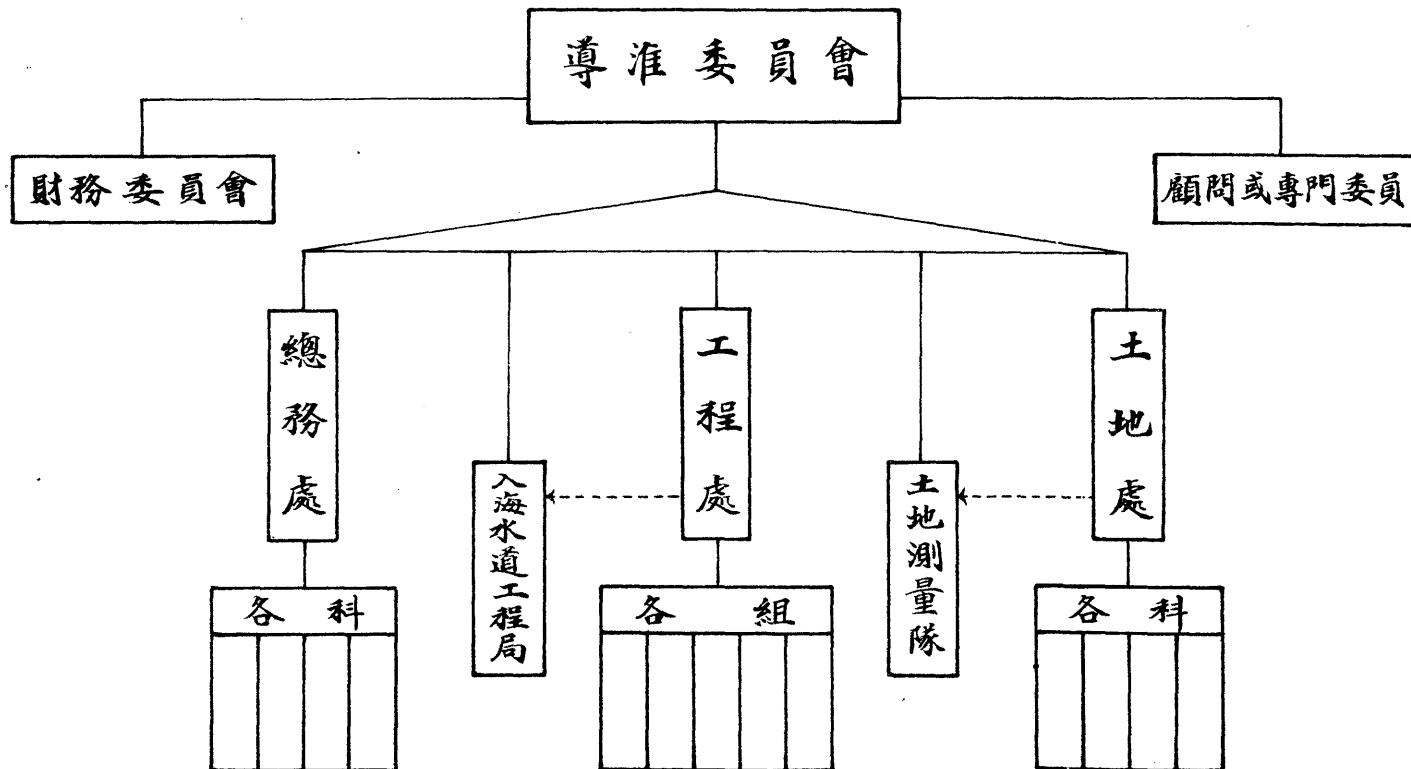 導淮委員會
財務委員會
顧問或專門委員
總務處
入海水道工程局
工程處
土地測量隊
土地處
各科
各組
各科